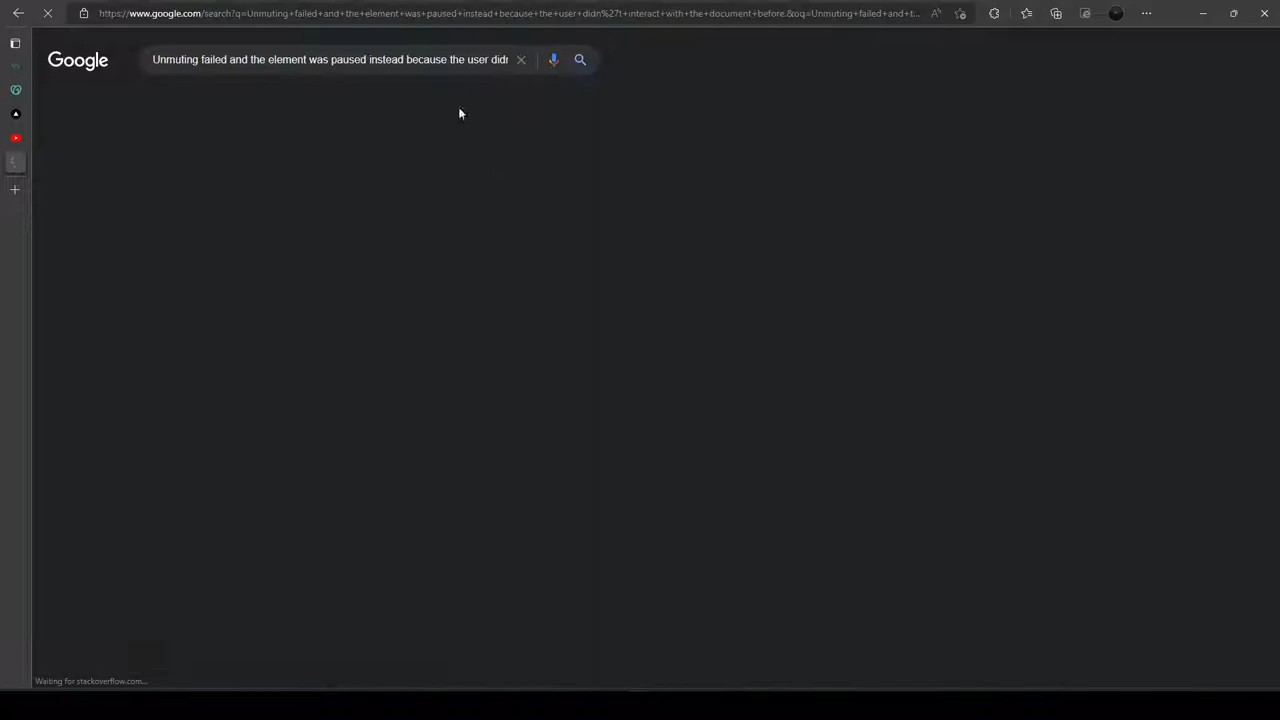 https://www.google.com/search?q=Unmuting+failed+and+the+element+was+paused+instead+because+the+user+didn%27t+interact+with+the+document+before.&oq=Unmuting+failed+and+t...
Google
Unmuting failed and the element was paused instead because the user didn
Waiting for stackoverflow.com...